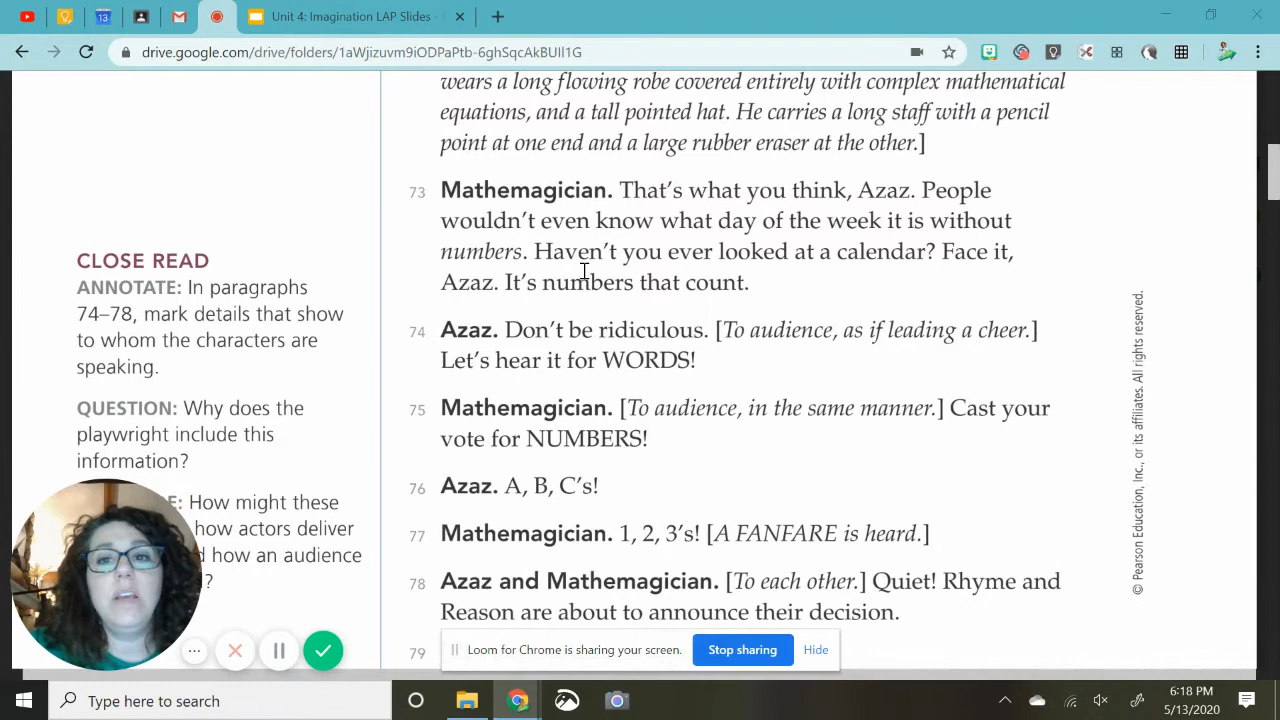 Unit 4: Imagination LAP Slides -
drive.google.com/drive/folders/1aWjizuvm9iODPaPtb-6ghSqcAkBUIl1G
wears a long flowing robe covered entirely with complex mathematical
equations, and a tall pointed hat. He carries a long staff with a pencil
point at one end and a large rubber eraser at the other.]
73 Mathemagician. That's what you think, Azaz. People
wouldn't even know what day of the week it is without
numbers. Haven't you ever looked at a calendar? Face it,
Azaz. It's numbers that count.
74 Azaz. Don't be ridiculous. [To audience, as if leading a cheer.]
Let's hear it for WORDS!
75 Mathemagician. [To audience, in the same manner.] Cast your
vote for NUMBERS!
76 Azaz. A, B, C's!
77 Mathemagician. 1, 2, 3's! [A FANFARE is heard.]
78 Azaz and Mathemagician. [To each other.] Quiet! Rhyme and
Reason are about to announce their decision.
79
CLOSE READ
ANNOTATE: In paragraphs
74–78, mark details that show
to whom the characters are
speaking.
QUESTION: Why does the
playwright include this
information?
E: How might these
how actors deliver
how an audience
?
© Pearson Education, Inc., or its affiliates. All rights reserved.
Loom for Chrome is sharing your screen.
Stop sharing
Hide
Type here to search
6:18 PM
5/13/2020